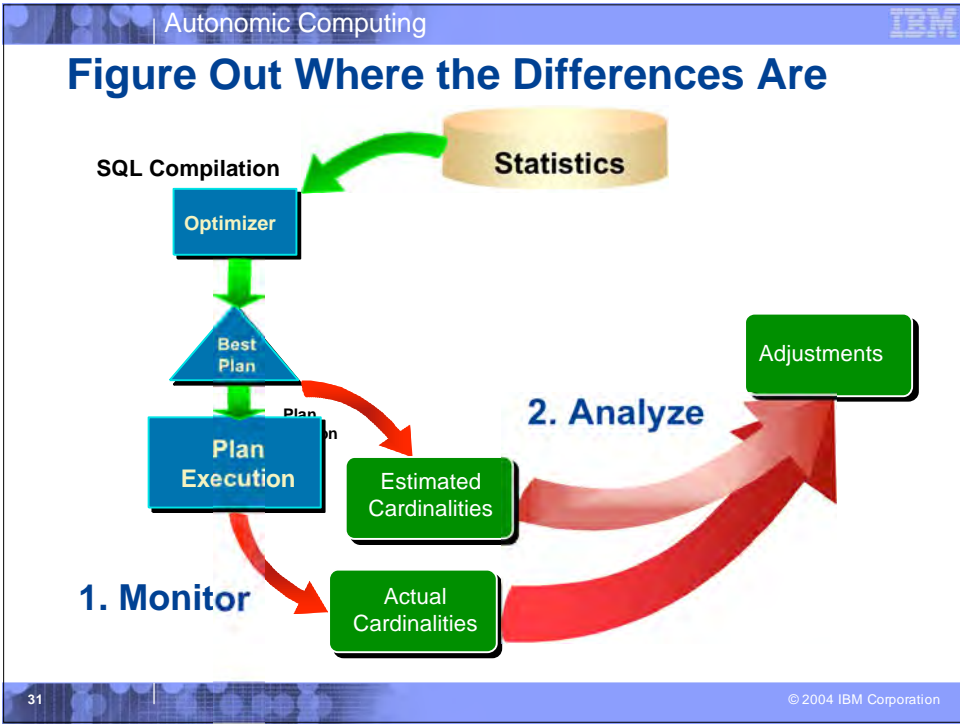 Autonomic Computing
IBM
Figure Out Where the Differences Are
Statistics
SQL Compilation
Optimizer
Best
Plan
Adjustments
Plan
2. Analyze
Plan
Execution
Estimated
Cardinalities
1. Monitor
Actual
Cardinalities
31
© 2004 IBM Corporation